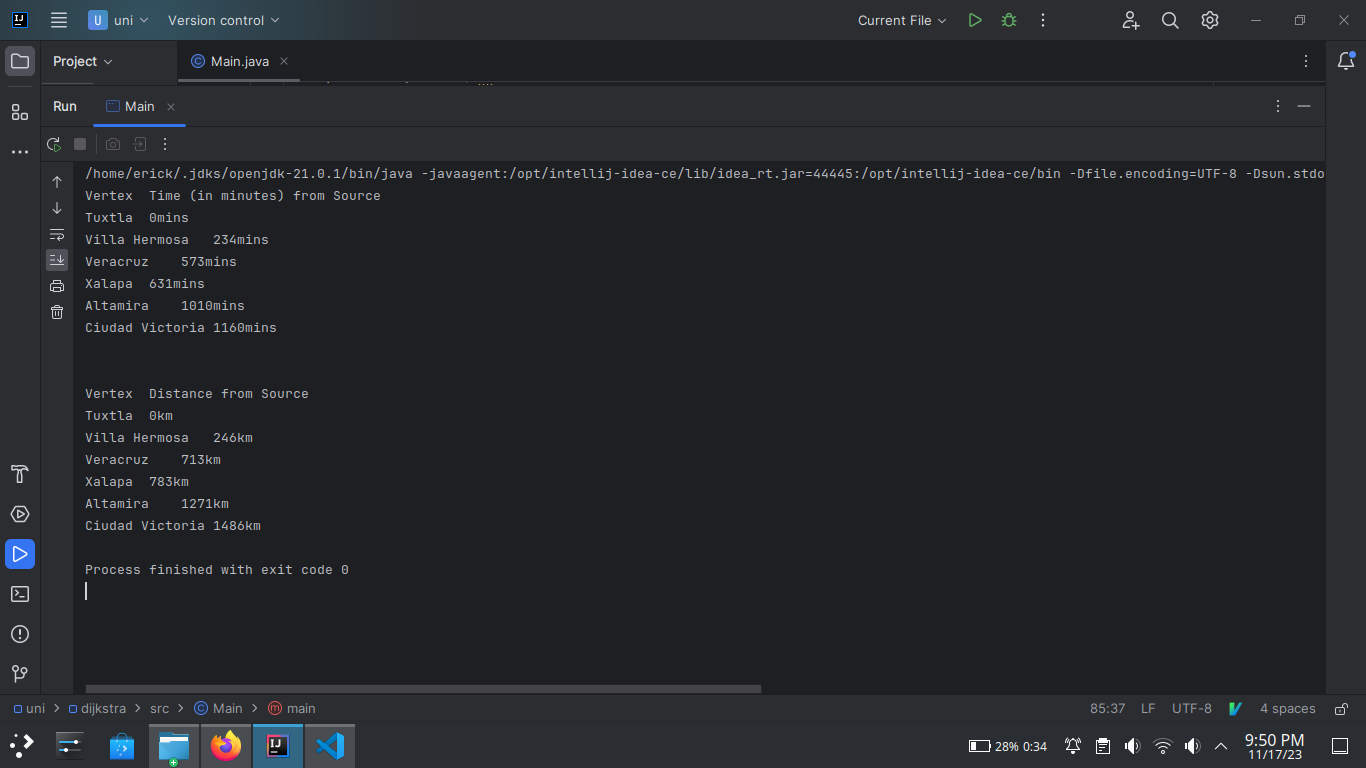 U uni Version control Current File
Project Main.java
Run Main
/home/erick/.jdks/openjdk-21.0.1/bin/java -javaagent:/opt/intellij-idea-ce/lib/idea_rt.jar=44445:/opt/intellij-idea-ce/bin -Dfile.encoding=UTF-8 -Dsun.stdo
Vertex  Time (in minutes) from Source
Tuxtla  0mins
Villa Hermosa   234mins
Veracruz    573mins
Xalapa  631mins
Altamira    1010mins
Ciudad Victoria 1160mins
Vertex  Distance from Source
Tuxtla  0km
Villa Hermosa   246km
Veracruz    713km
Xalapa  783km
Altamira    1271km
Ciudad Victoria 1486km
Process finished with exit code 0
uni > dijkstra > src > Main > main 85:37 LF UTF-8 4 spaces
28% 0:34 9:50 PM
11/17/23